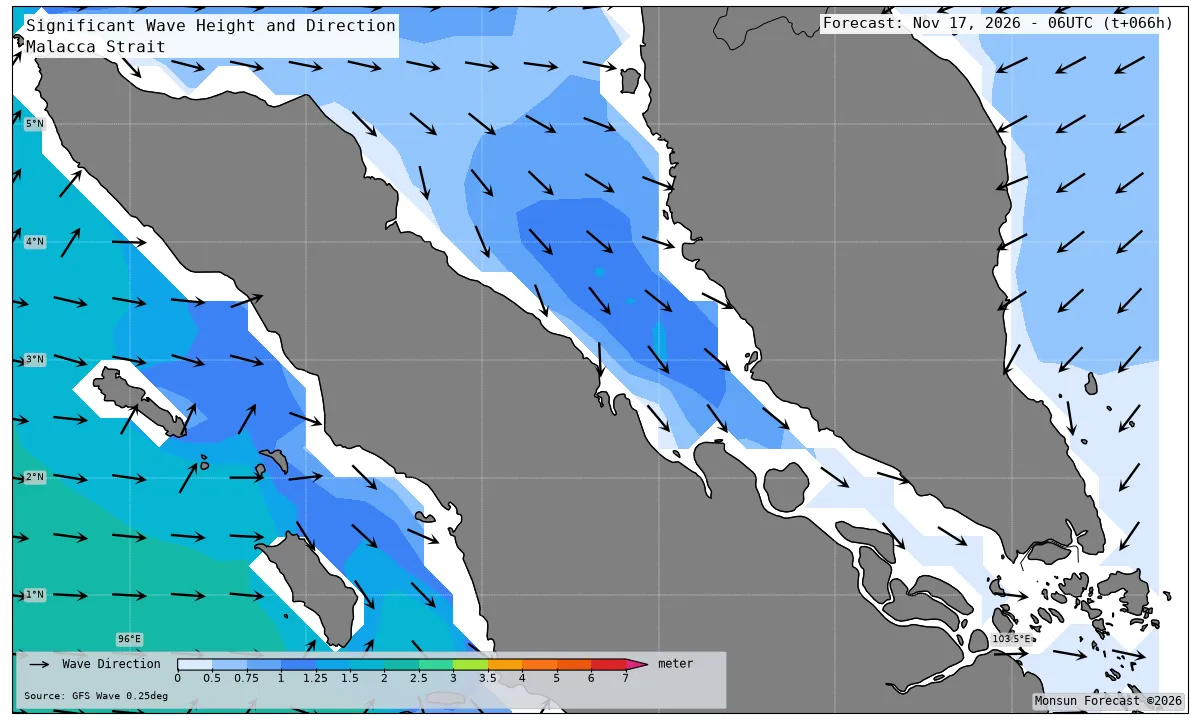 Significant Wave Height and Direction
Malacca Strait
Forecast: Nov 17, 2026 - 06UTC (t+066h)
5°N
4°N
3°N
2°N
1°N
96°E
103.5°E
Wave Direction
meter
0 0.5 0.75 1 1.25 1.5 2 2.5 3 3.5 4 5 6 7
Source: GFS Wave 0.25deg
Monsun Forecast ©2026